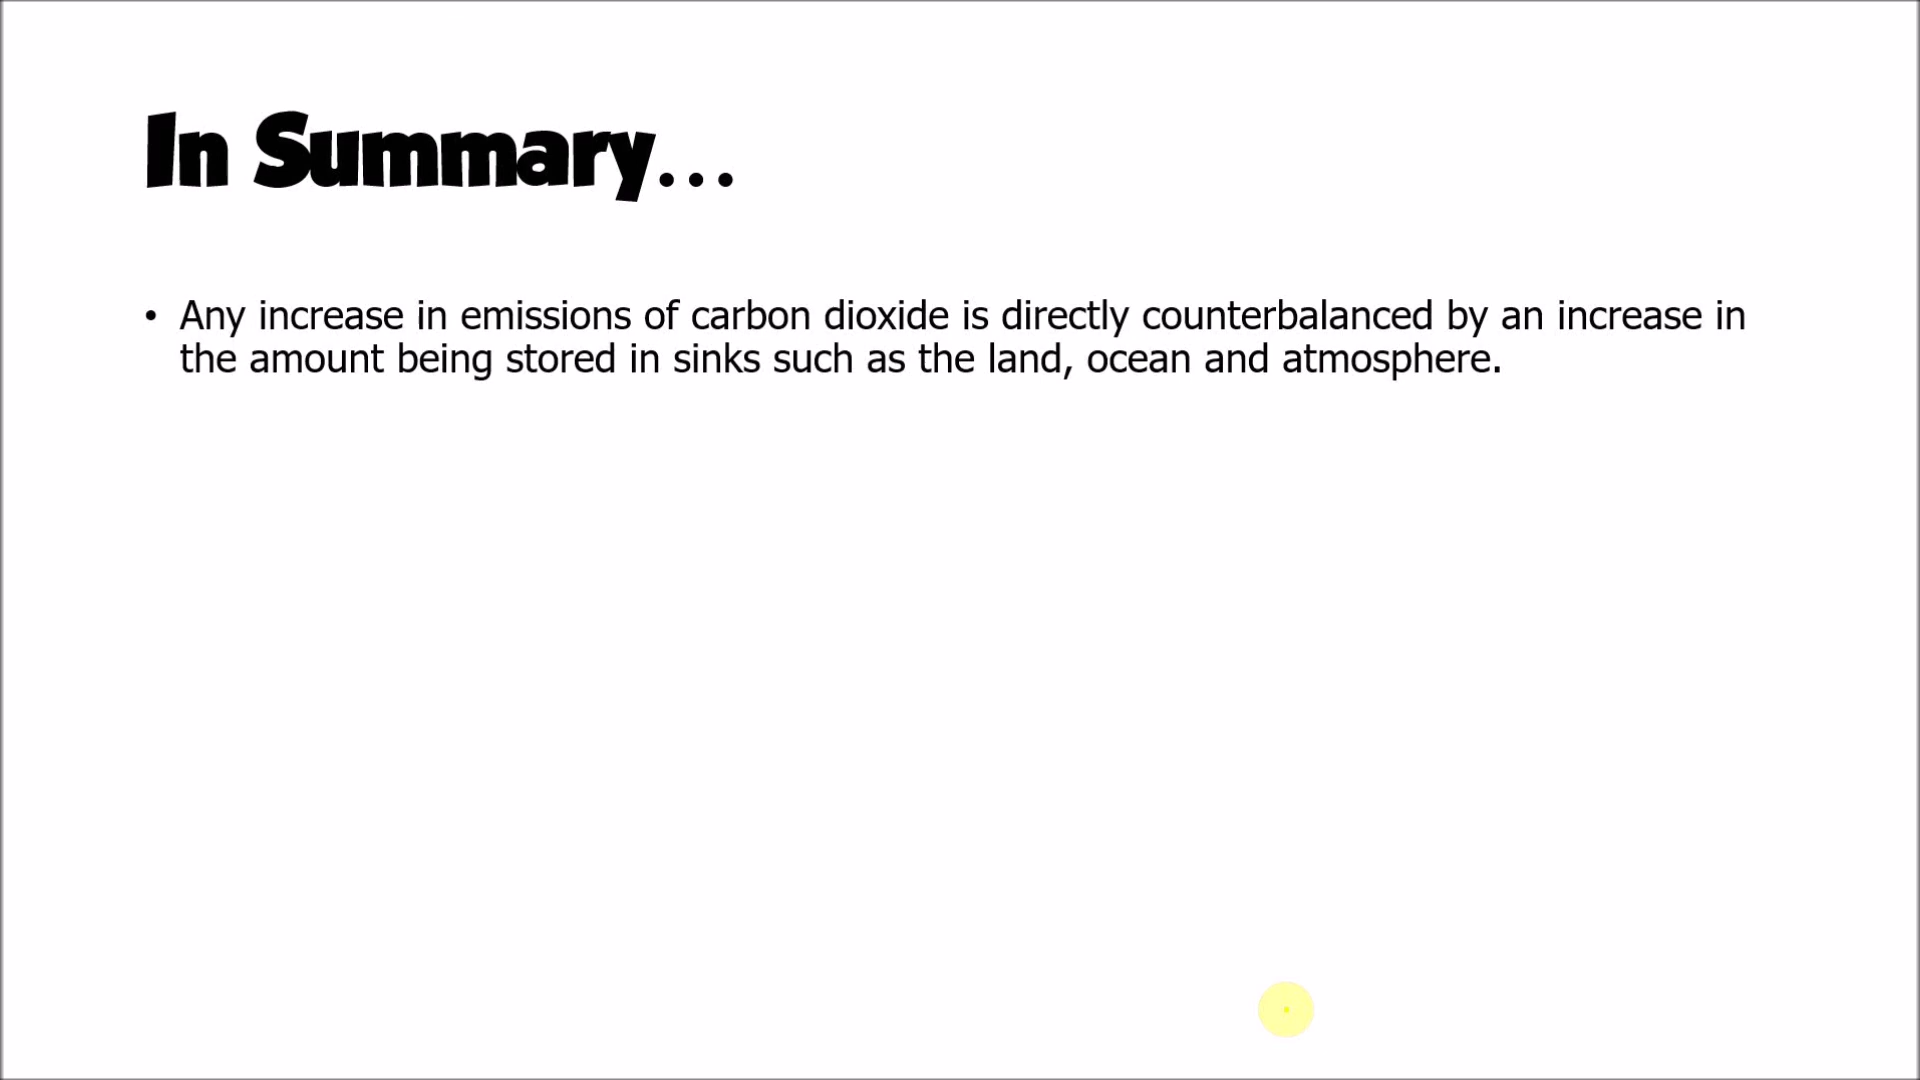 In Summary…
• Any increase in emissions of carbon dioxide is directly counterbalanced by an increase in
the amount being stored in sinks such as the land, ocean and atmosphere.